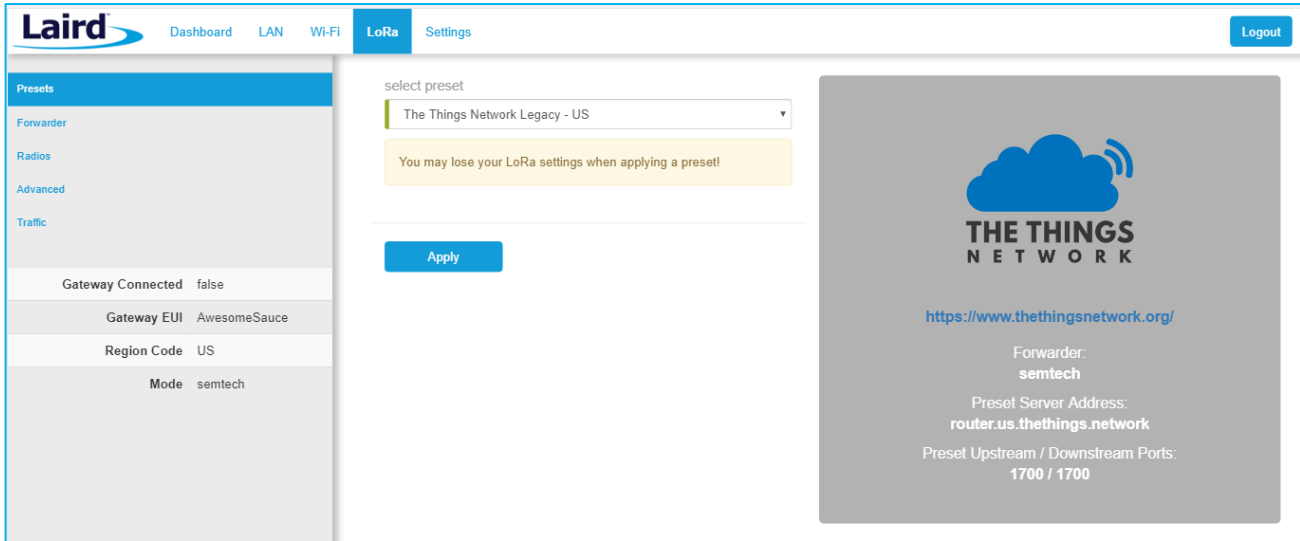 Laird
Dashboard LAN Wi-Fi LoRa Settings Logout
Presets
Forwarder
Radios
Advanced
Traffic
Gateway Connected false
Gateway EUI AwesomeSauce
Region Code US
Mode semtech
select preset
The Things Network Legacy - US
You may lose your LoRa settings when applying a preset!
Apply
THE THINGS
NETWORK
https://www.thethingsnetwork.org/
Forwarder:
semtech
Preset Server Address:
router.us.thethings.network
Preset Upstream / Downstream Ports:
1700 / 1700